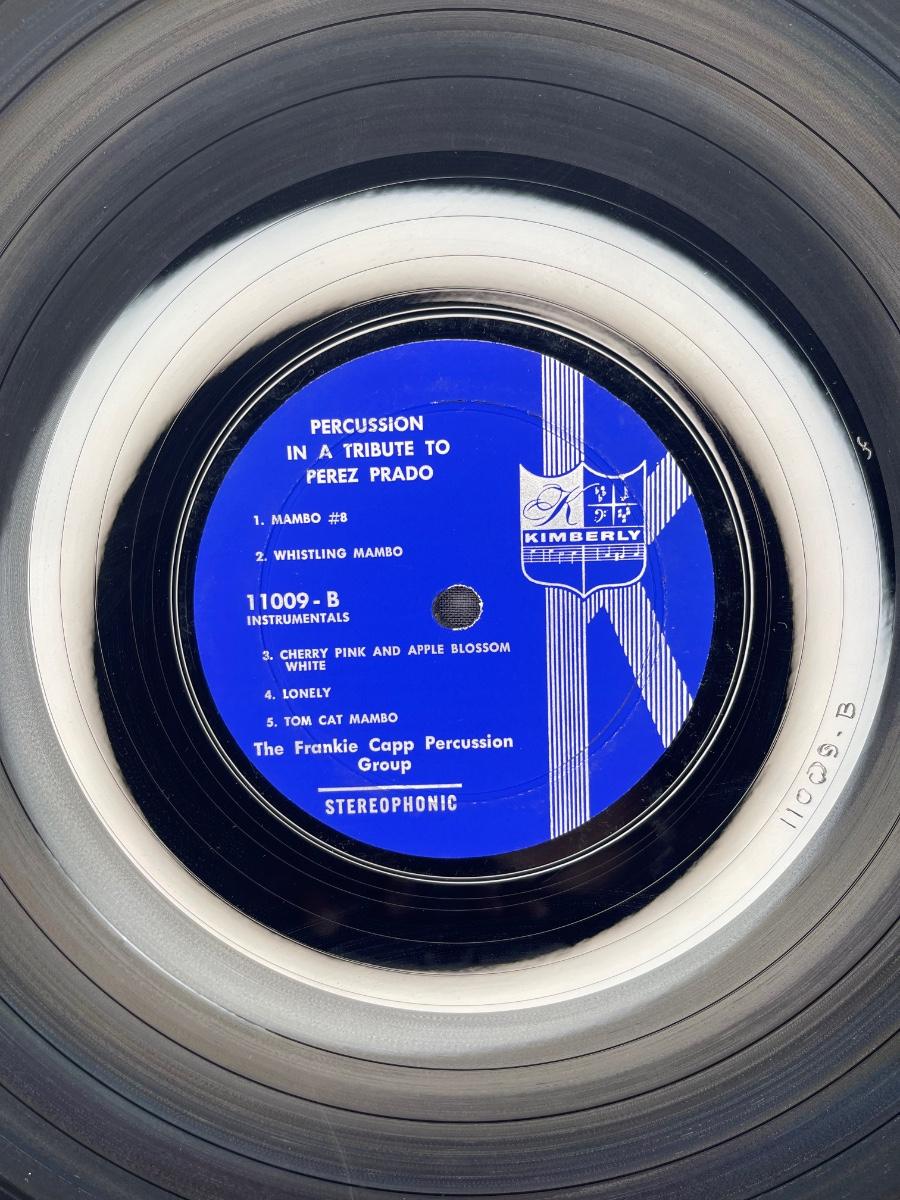 PERCUSSION
IN A TRIBUTE TO
PEREZ PRADO
1. MAMBO #8
2. WHISTLING MAMBO
11009 - B
INSTRUMENTALS
3. CHERRY PINK AND APPLE BLOSSOM
WHITE
4. LONELY
5. TOM CAT MAMBO
The Frankie Capp Percussion
Group
STEREOPHONIC
K
KIMBERLY
11009-B